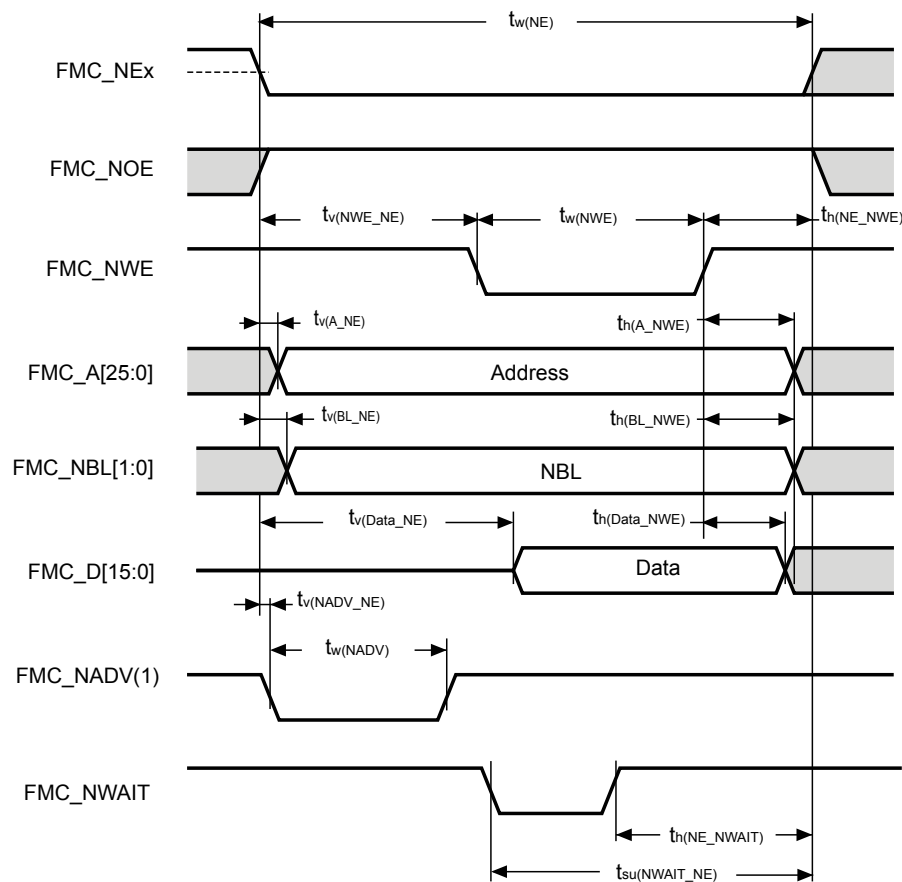 tw(NE)
FMC_NEx
FMC_NOE
tv(NWE_NE)
tw(NWE)
th(NE_NWE)
FMC_NWE
tv(A_NE)
th(A_NWE)
FMC_A[25:0]
Address
tv(BL_NE)
th(BL_NWE)
FMC_NBL[1:0]
NBL
tv(Data_NE)
th(Data_NWE)
FMC_D[15:0]
Data
tv(NADV_NE)
tw(NADV)
FMC_NADV(1)
FMC_NWAIT
th(NE_NWAIT)
tsu(NWAIT_NE)